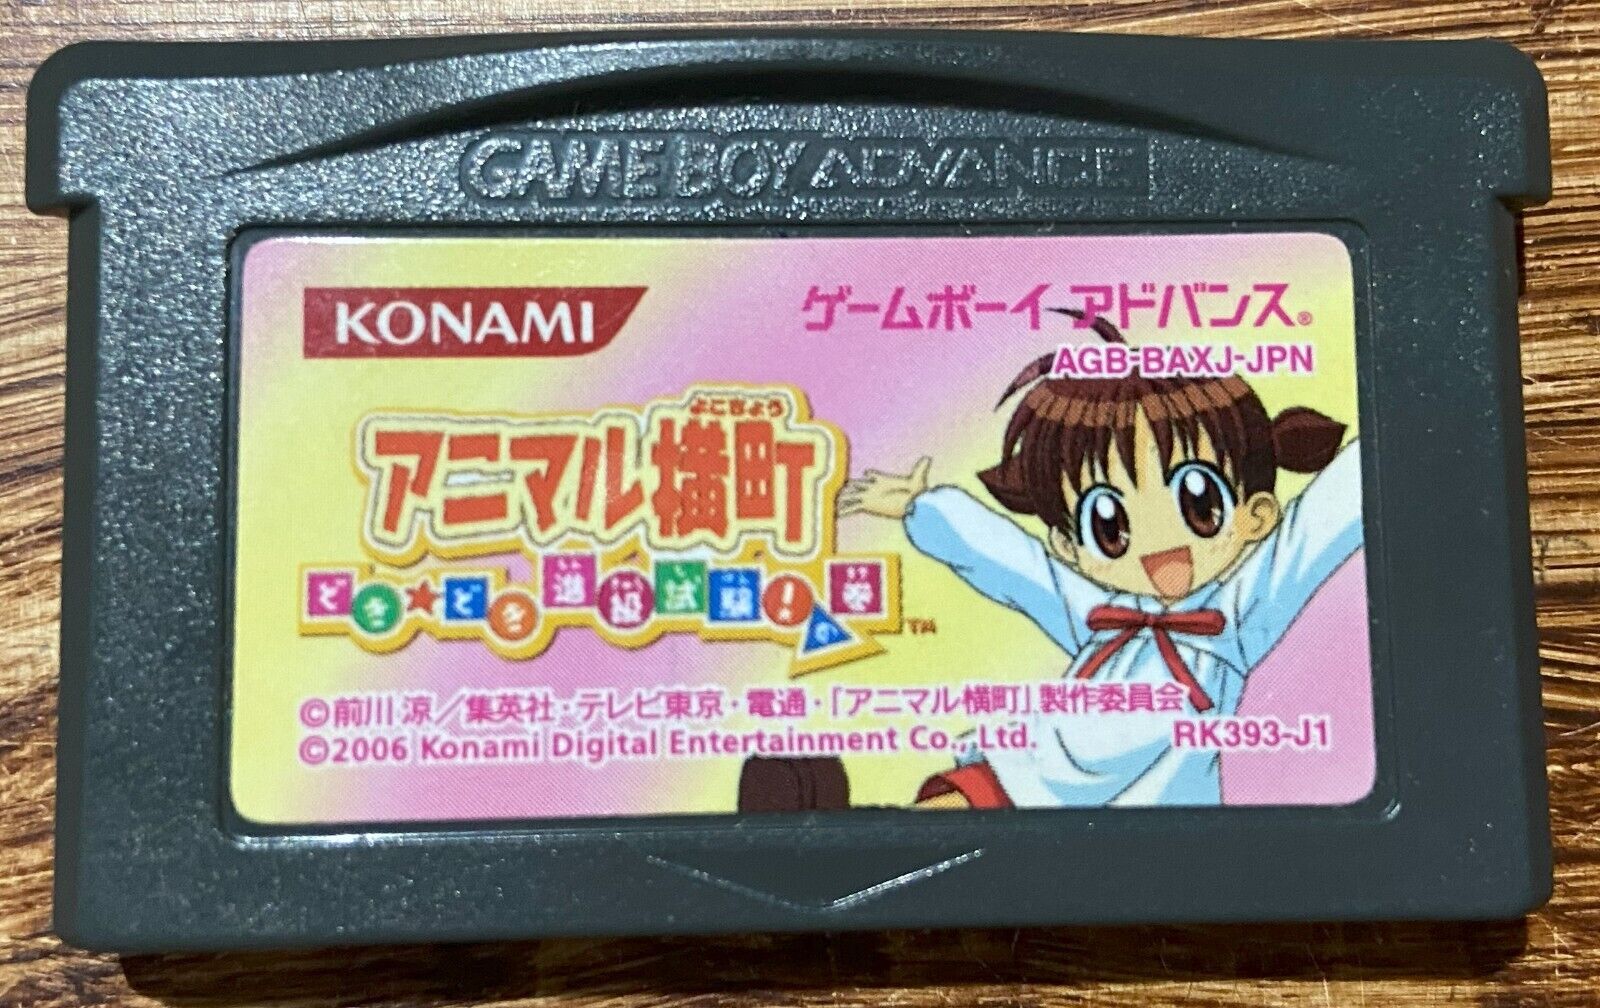 GAME BOY ADVANCE
KONAMI
ゲームボーイ アドバンス®
AGB-BAXJ-JPN
よこちょう
アニマル横町
どき★どき 進級試験!の巻 TM
©前川 涼/集英社・テレビ東京・電通・「アニマル横町」製作委員会
©2006 Konami Digital Entertainment Co., Ltd.
RK393-J1